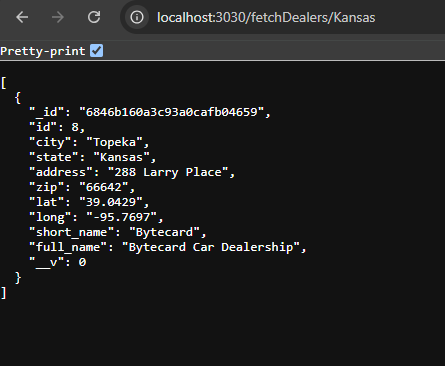 localhost:3030/fetchDealers/Kansas
Pretty-print
[
  {
    "_id": "6846b160a3c93a0cafb04659",
    "id": 8,
    "city": "Topeka",
    "state": "Kansas",
    "address": "288 Larry Place",
    "zip": "66642",
    "lat": "39.0429",
    "long": "-95.7697",
    "short_name": "Bytecard",
    "full_name": "Bytecard Car Dealership",
    "__v": 0
  }
]